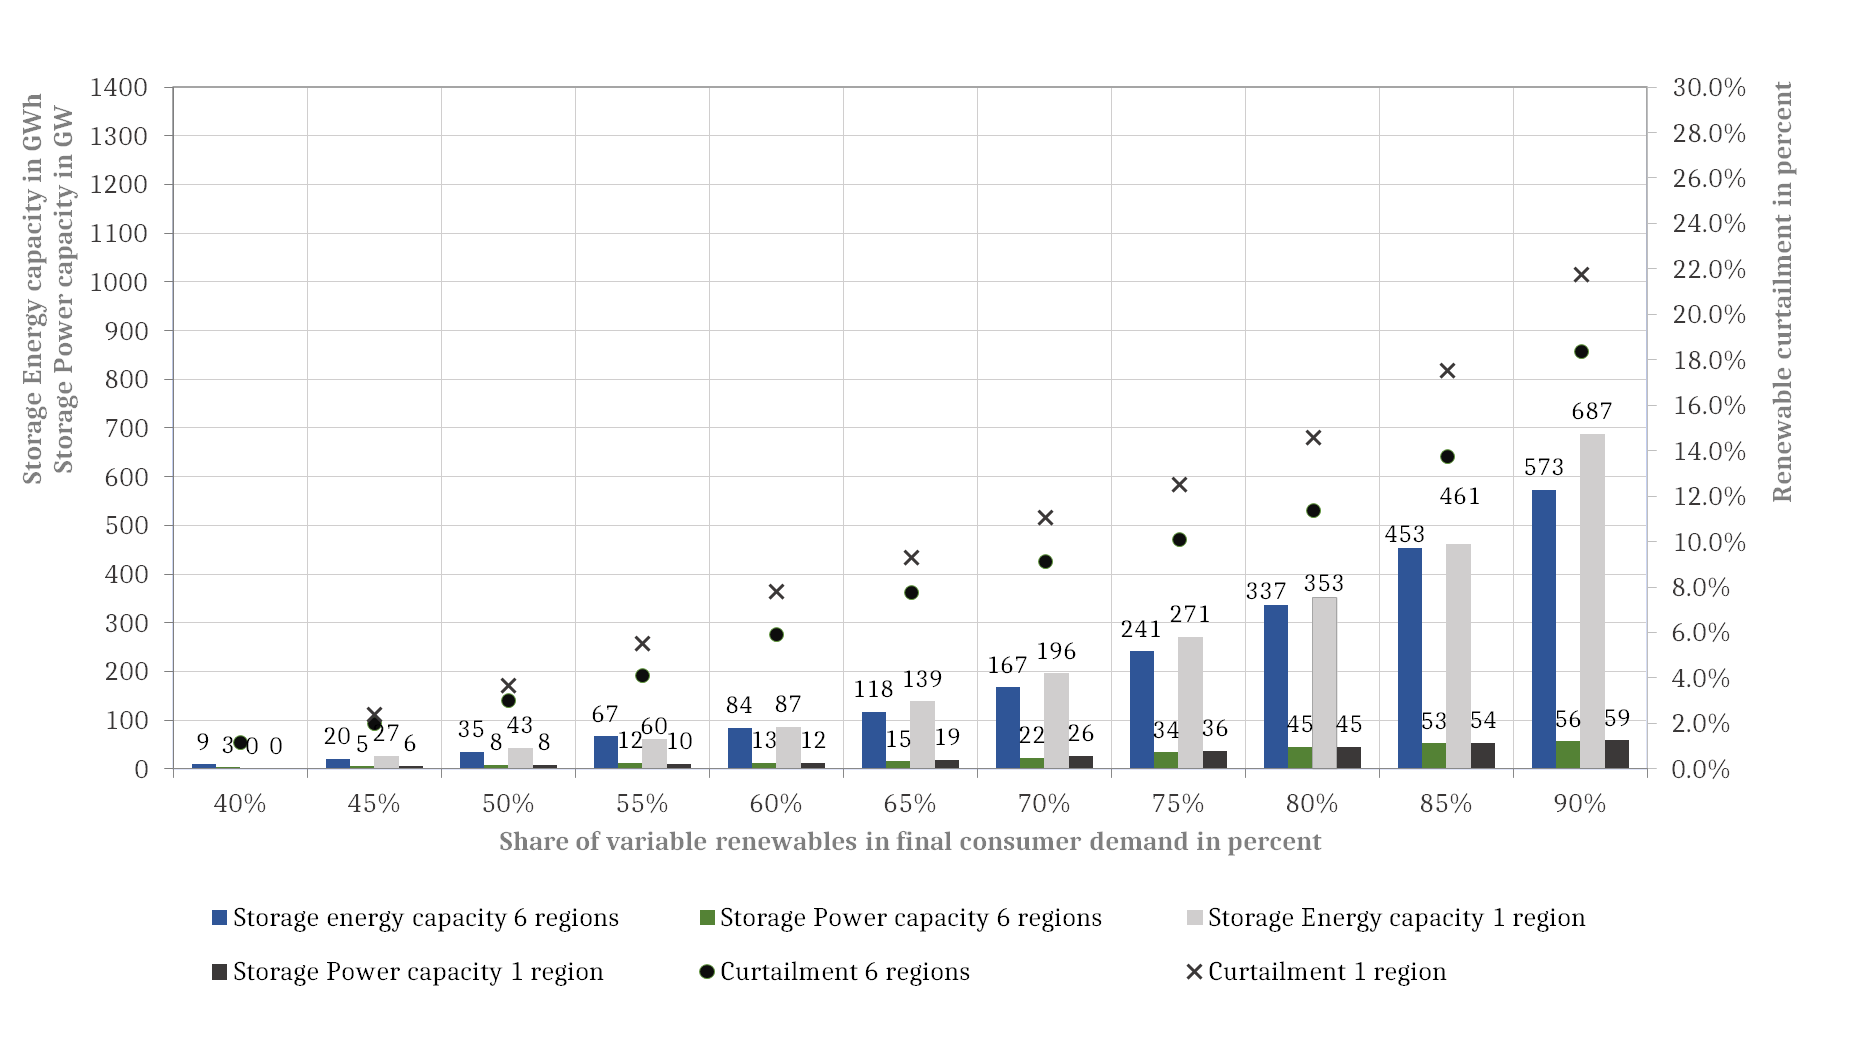 Storage Energy capacity in GWh
Storage Power capacity in GW
1400
1300
1200
1100
1000
900
800
700
600
500
400
300
200
100
0
30.0%
28.0%
26.0%
24.0%
22.0%
20.0%
18.0%
16.0%
14.0%
12.0%
10.0%
8.0%
6.0%
4.0%
2.0%
0.0%
Renewable curtailment in percent
9 3 0 0
20 5 27 6
35 8 43 8
67 12 60 10
84 13 87 12
118 15 139 19
167 22 196 26
241 34 271 36
337 45 353 45
453 53 461 54
573 56 687 59
40% 45% 50% 55% 60% 65% 70% 75% 80% 85% 90%
Share of variable renewables in final consumer demand in percent
Storage energy capacity 6 regions
Storage Power capacity 6 regions
Storage Energy capacity 1 region
Storage Power capacity 1 region
Curtailment 6 regions
Curtailment 1 region